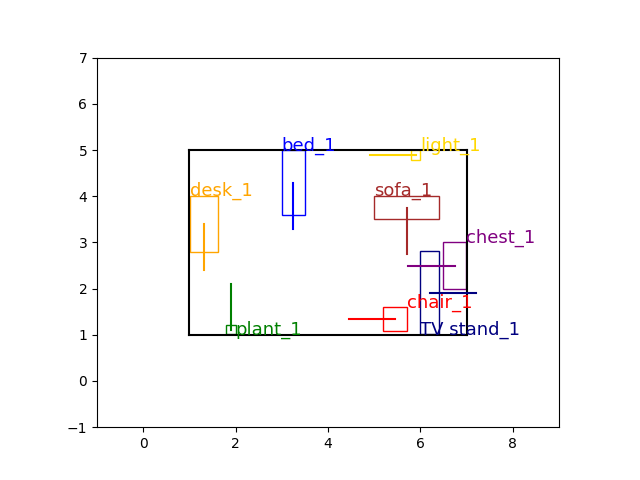 7
6
bed_1
light_1
5
desk_1
sofa_1
4
chest_1
3
2
chair_1
plant_1
TV stand_1
1
0
−1
0
2
4
6
8